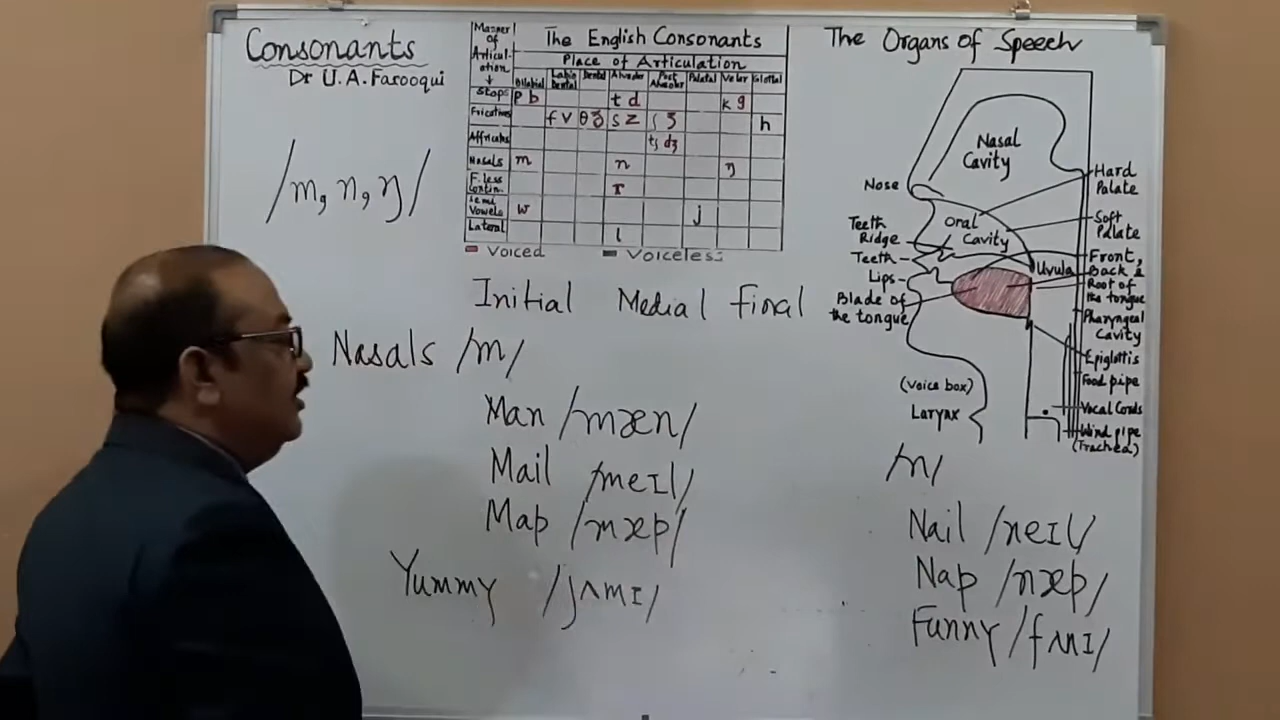 Consonants
Dr U. A. Farooqui
/m, n, ŋ/
Manner of Articulation
The English Consonants
Place of Articulation
Bilabial Labio Dental Dental Alveolar Post Alveolar Palatal Velar Glottal
Stops p b t d k g
Fricatives f v θ ð s z ʃ ʒ h
Affricates tʃ dʒ
Nasals m n ŋ
F.less Contin. r
Semi Vowels w j
Lateral l
Voiced Voiceless
Initial Medial Final
Nasals /m/
Man /mæn/
Mail /meɪl/
Map /mæp/
Yummy /jʌmɪ/
The Organs of Speech
Nasal Cavity
Nose
Hard Palate
Oral Cavity
Soft Palate
Teeth Ridge
Teeth
Lips
Blade of the tongue
Uvula
Front, Back & Root of the tongue
Pharyngeal Cavity
Epiglottis
Food pipe
(Voice box)
Larynx
Vocal Cords
Wind pipe
(Trachea)
/n/
Nail /neɪl/
Nap /næp/
Funny /fʌnɪ/